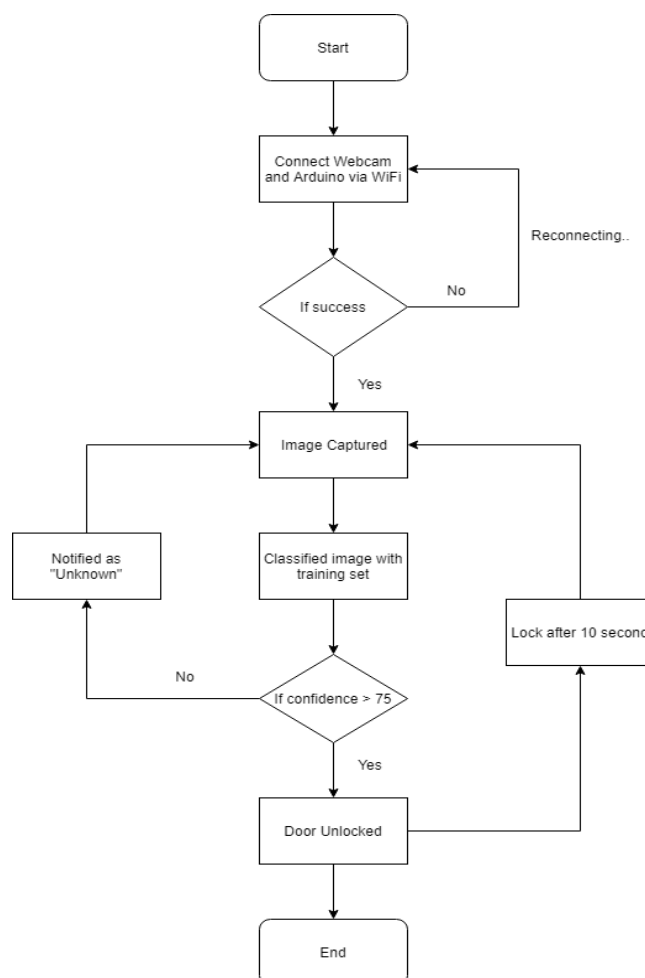 Start
Connect Webcam
and Arduino via WiFi
Reconnecting..
If success
No
Yes
Image Captured
Notified as
"Unknown"
Classified image with
training set
Lock after 10 second
No
If confidence > 75
Yes
Door Unlocked
End